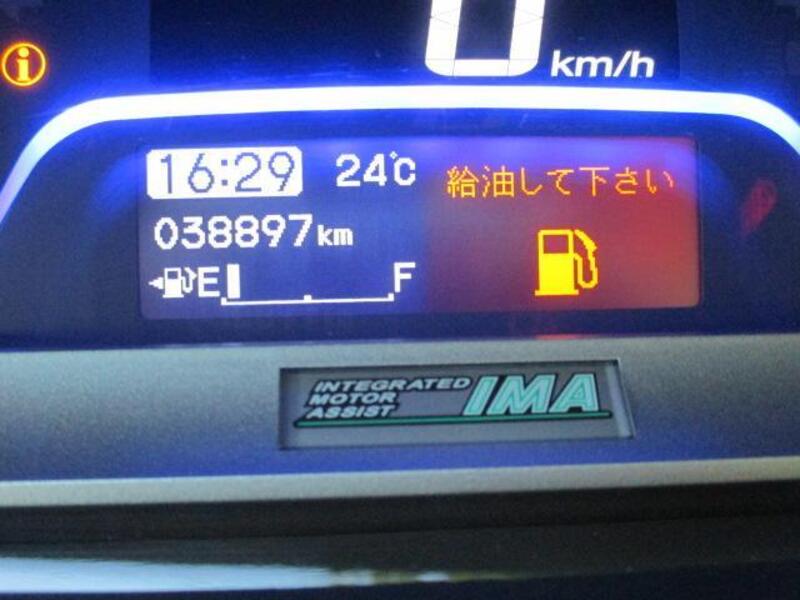 0 km/h
16:29 24°C
給油して下さい
038897km
E F
INTEGRATED
MOTOR
ASSIST
IMA